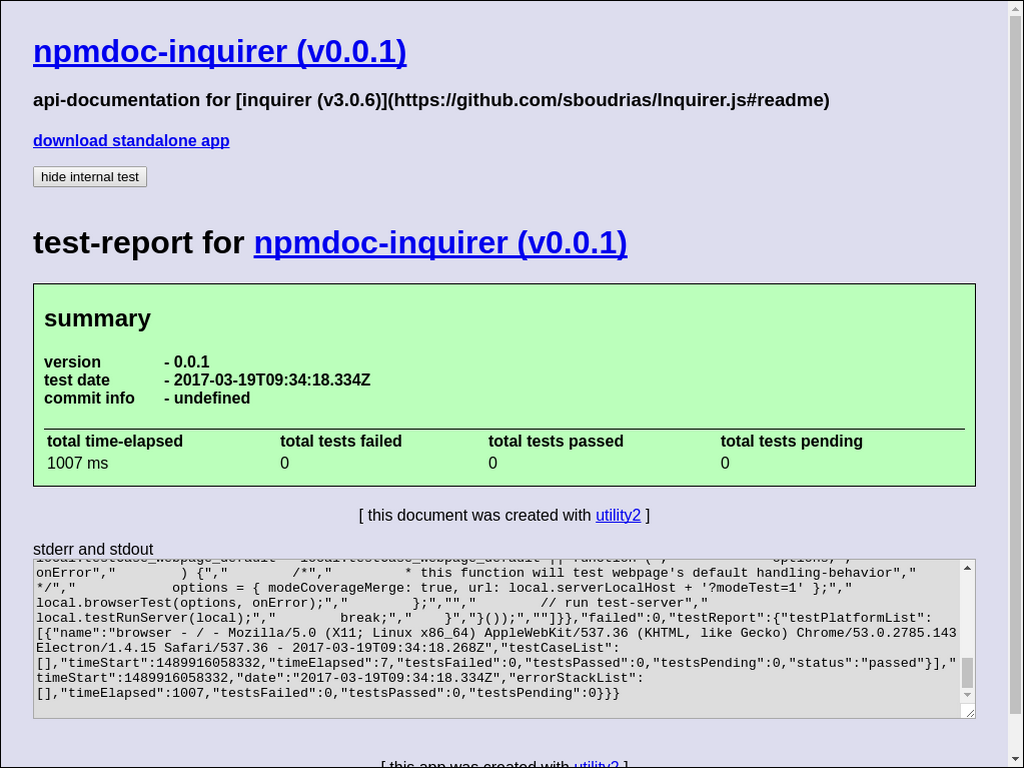 npmdoc-inquirer (v0.0.1)
api-documentation for [inquirer (v3.0.6)](https://github.com/sboudrias/Inquirer.js#readme)
download standalone app
hide internal test
test-report for npmdoc-inquirer (v0.0.1)
summary
version - 0.0.1
test date - 2017-03-19T09:34:18.334Z
commit info - undefined
total time-elapsed total tests failed total tests passed total tests pending
1007 ms 0 0 0
[ this document was created with utility2 ]
stderr and stdout
onError","        ) {","        /*","         * this function will test webpage's default handling-behavior","
*/","            options = { modeCoverageMerge: true, url: local.serverLocalHost + '?modeTest=1' };","
local.browserTest(options, onError);","        };","","        // run test-server","
local.testRunServer(local);","        break;","    }","}());",""]}},"failed":0,"testReport":{"testPlatformList":
[{"name":"browser - / - Mozilla/5.0 (X11; Linux x86_64) AppleWebKit/537.36 (KHTML, like Gecko) Chrome/53.0.2785.143
Electron/1.4.15 Safari/537.36 - 2017-03-19T09:34:18.268Z","testCaseList":
[],"timeStart":1489916058332,"timeElapsed":7,"testsFailed":0,"testsPassed":0,"testsPending":0,"status":"passed"}],"
timeStart":1489916058332,"date":"2017-03-19T09:34:18.334Z","errorStackList":
[],"timeElapsed":1007,"testsFailed":0,"testsPassed":0,"testsPending":0}}}
[ this app was created with utility2 ]